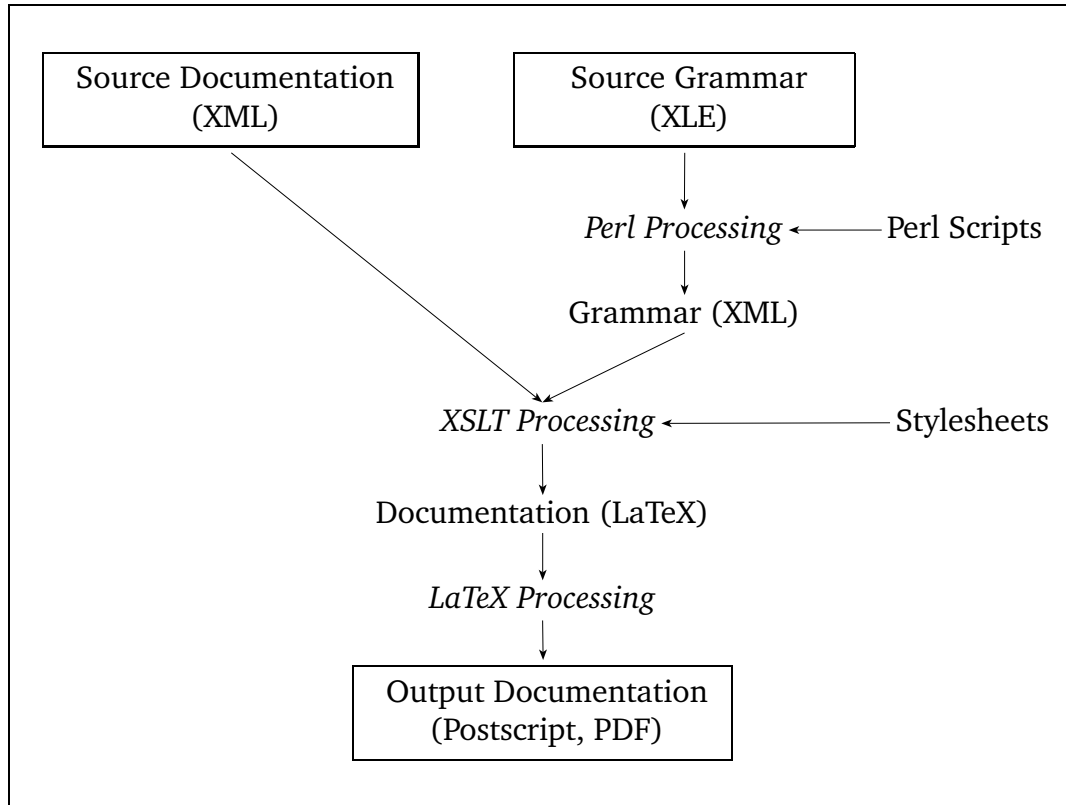 Source Documentation
(XML)
Source Grammar
(XLE)
Perl Processing
Perl Scripts
Grammar (XML)
XSLT Processing
Stylesheets
Documentation (LaTeX)
LaTeX Processing
Output Documentation
(Postscript, PDF)